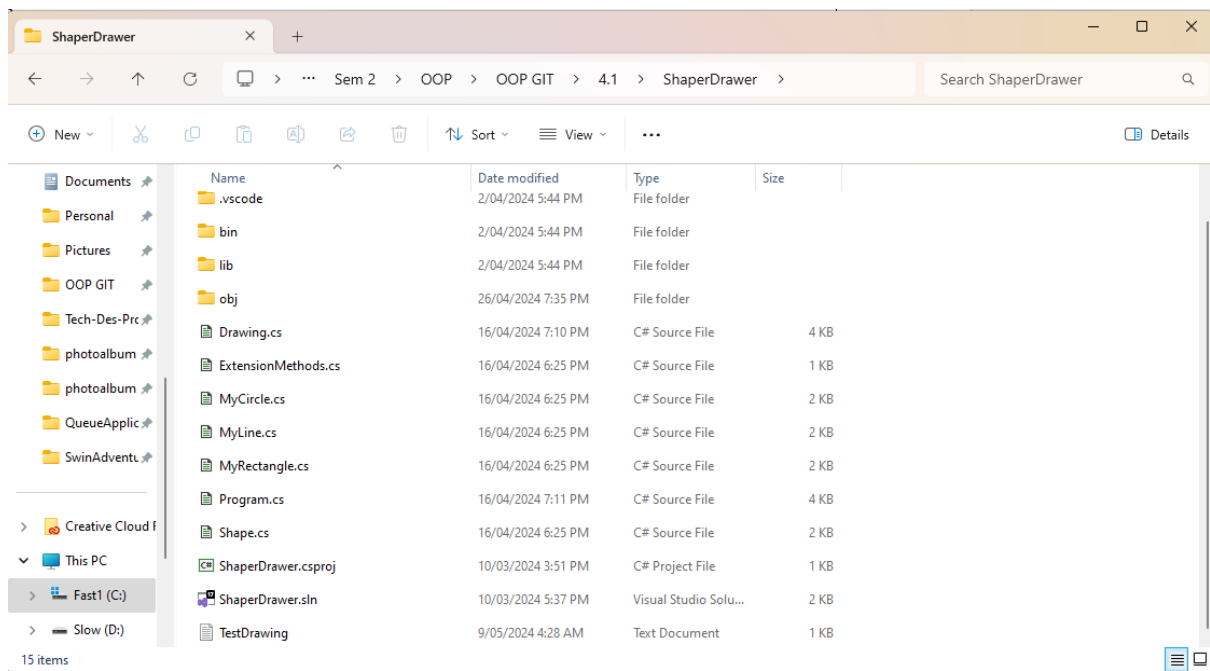 ShaperDrawer
Sem 2 OOP OOP GIT 4.1 ShaperDrawer Search ShaperDrawer
New Sort View Details
Name Date modified Type Size
Documents
Personal
Pictures
OOP GIT
Tech-Des-Prc
photoalbum
photoalbum
QueueApplic
SwinAdventu
Creative Cloud F
This PC
Fast1 (C:)
Slow (D:)
.vscode 2/04/2024 5:44 PM File folder
bin 2/04/2024 5:44 PM File folder
lib 2/04/2024 5:44 PM File folder
obj 26/04/2024 7:35 PM File folder
Drawing.cs 16/04/2024 7:10 PM C# Source File 4 KB
ExtensionMethods.cs 16/04/2024 6:25 PM C# Source File 1 KB
MyCircle.cs 16/04/2024 6:25 PM C# Source File 2 KB
MyLine.cs 16/04/2024 6:25 PM C# Source File 2 KB
MyRectangle.cs 16/04/2024 6:25 PM C# Source File 2 KB
Program.cs 16/04/2024 7:11 PM C# Source File 4 KB
Shape.cs 16/04/2024 6:25 PM C# Source File 2 KB
ShaperDrawer.csproj 10/03/2024 3:51 PM C# Project File 1 KB
ShaperDrawer.sln 10/03/2024 5:37 PM Visual Studio Solu... 2 KB
TestDrawing 9/05/2024 4:28 AM Text Document 1 KB
15 items